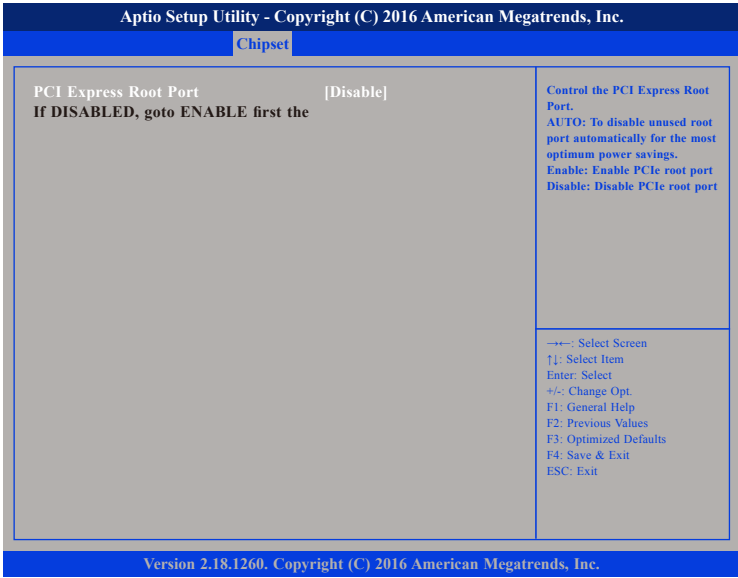 Aptio Setup Utility - Copyright (C) 2016 American Megatrends, Inc.
Chipset
PCI Express Root Port [Disable]
If DISABLED, goto ENABLE first the
Control the PCI Express Root
Port.
AUTO: To disable unused root
port automatically for the most
optimum power savings.
Enable: Enable PCIe root port
Disable: Disable PCIe root port
→←: Select Screen
↑↓: Select Item
Enter: Select
+/-: Change Opt.
F1: General Help
F2: Previous Values
F3: Optimized Defaults
F4: Save & Exit
ESC: Exit
Version 2.18.1260. Copyright (C) 2016 American Megatrends, Inc.